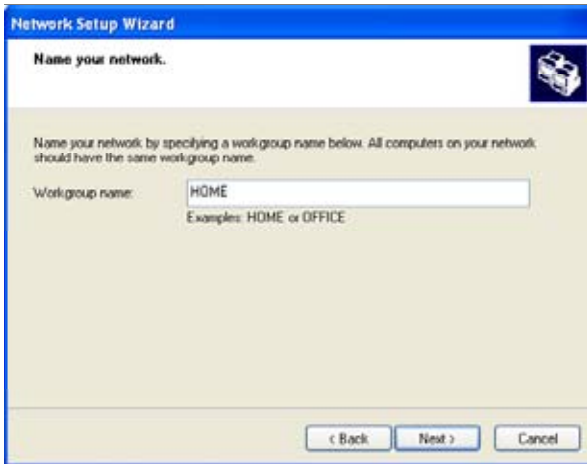 Network Setup Wizard
Name your network.
Name your network by specifying a workgroup name below. All computers on your network
should have the same workgroup name.
Workgroup name: HOME
Examples: HOME or OFFICE
< Back Next > Cancel